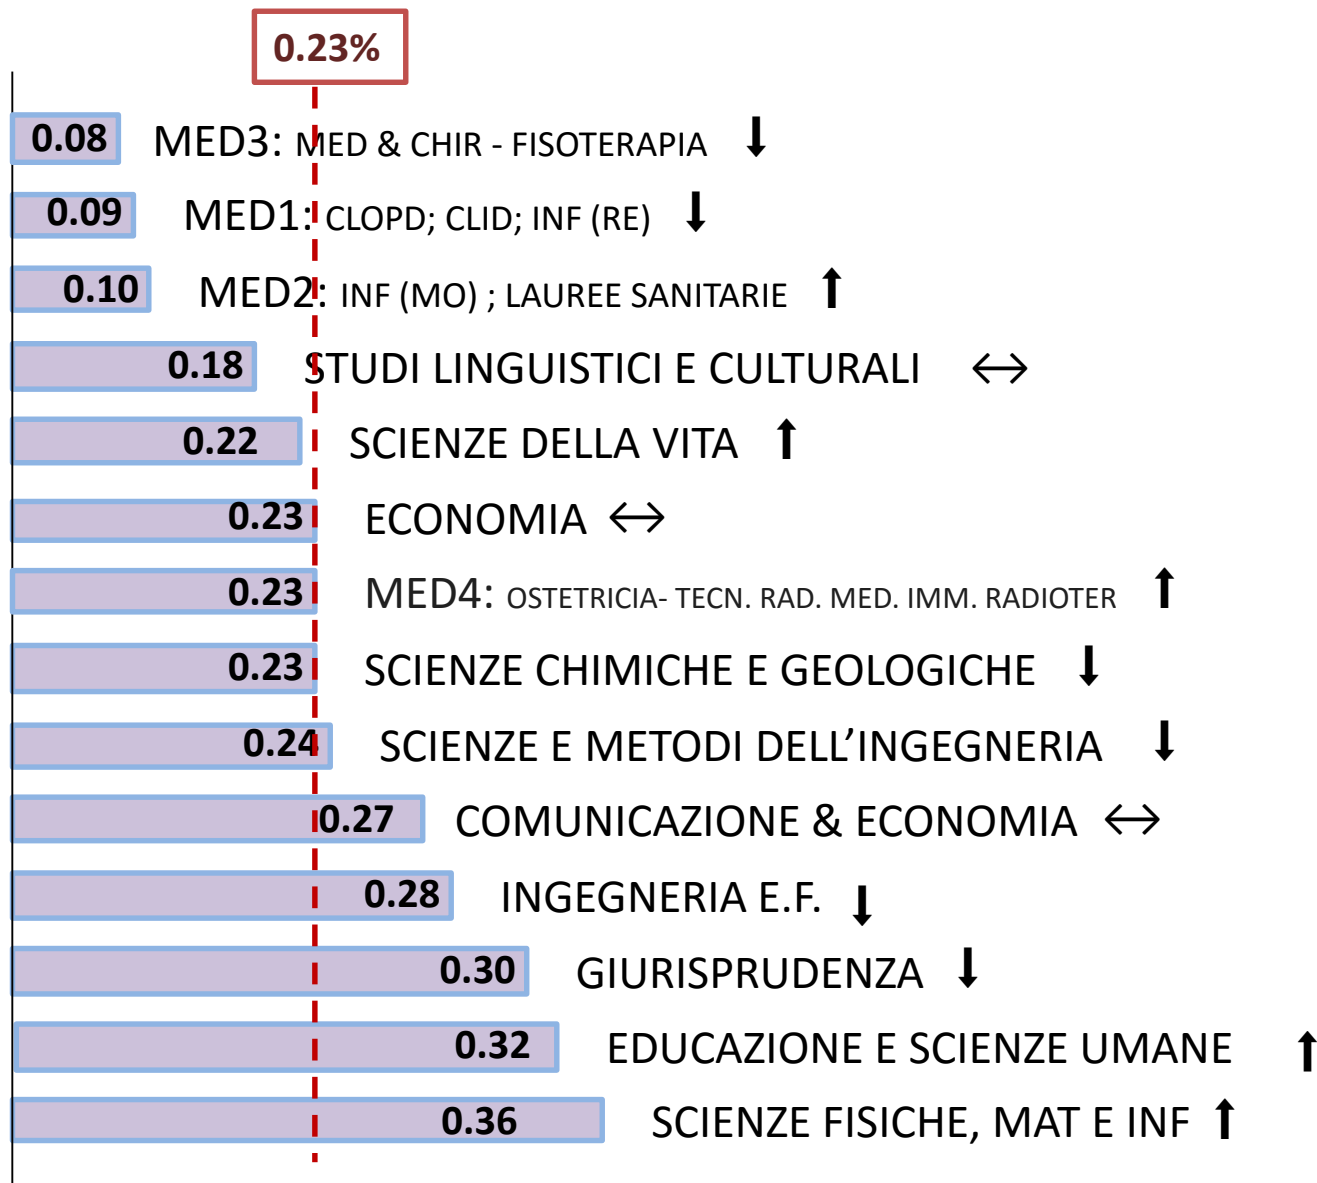 0.23%
0.08 MED3: MED & CHIR - FISOTERAPIA ⬇
0.09 MED1: CLOPD; CLID; INF (RE) ⬇
0.10 MED2: INF (MO) ; LAUREE SANITARIE ⬆
0.18 STUDI LINGUISTICI E CULTURALI ↔
0.22 SCIENZE DELLA VITA ⬆
0.23 ECONOMIA ↔
0.23 MED4: OSTETRICIA- TECN. RAD. MED. IMM. RADIOTER ⬆
0.23 SCIENZE CHIMICHE E GEOLOGICHE ⬇
0.24 SCIENZE E METODI DELL’INGEGNERIA ⬇
0.27 COMUNICAZIONE & ECONOMIA ↔
0.28 INGEGNERIA E.F. ⬇
0.30 GIURISPRUDENZA ⬇
0.32 EDUCAZIONE E SCIENZE UMANE ⬆
0.36 SCIENZE FISICHE, MAT E INF ⬆